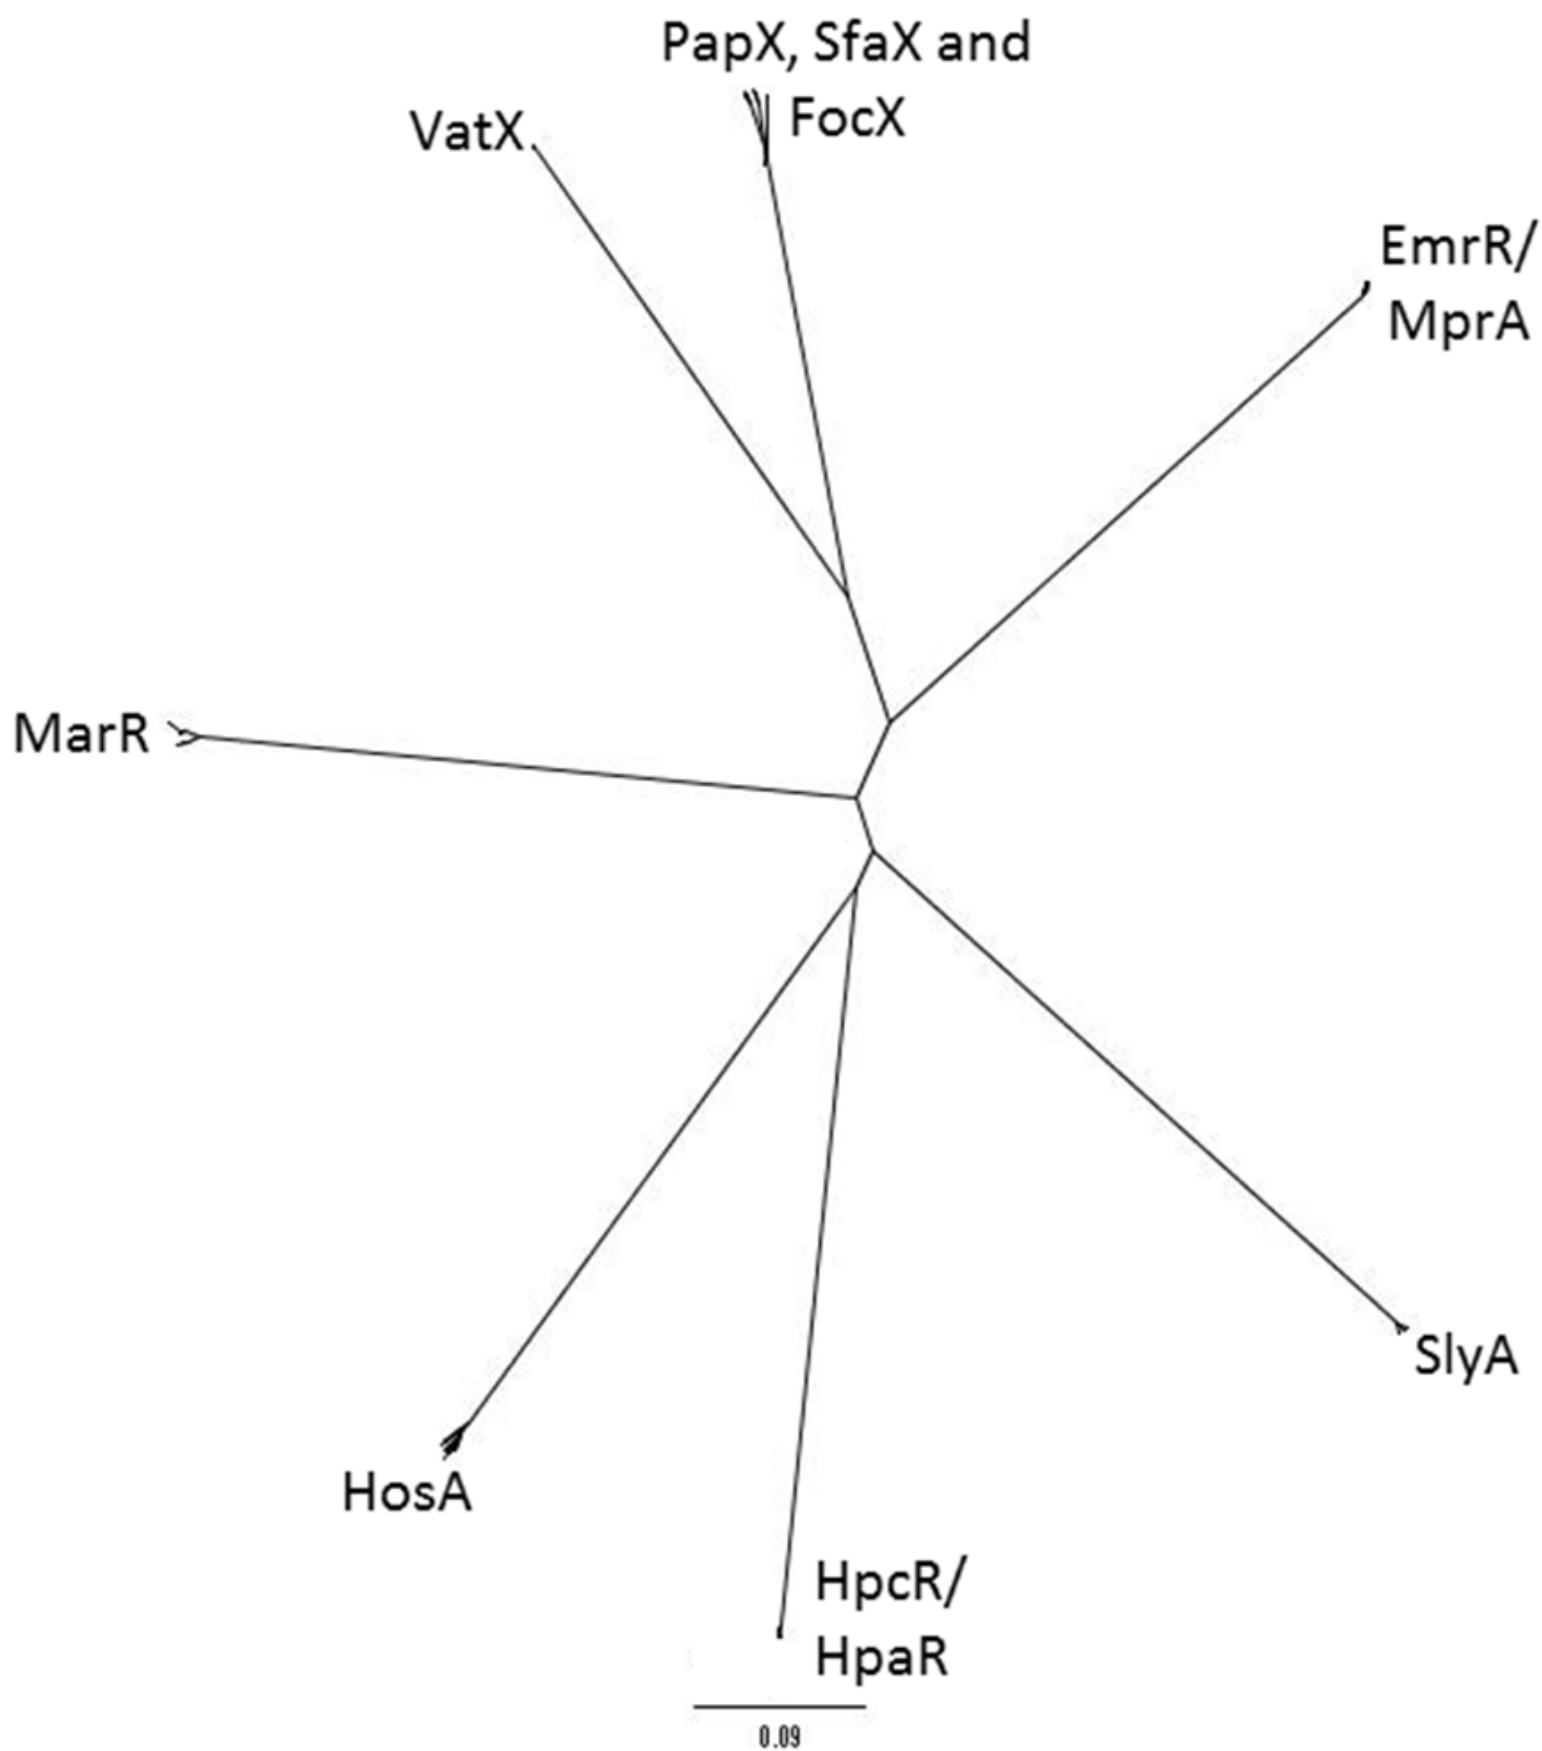 PapX, SfaX and
FocX
VatX
EmrR/
MprA
MarR
SlyA
HosA
HpcR/
HpaR
0.09